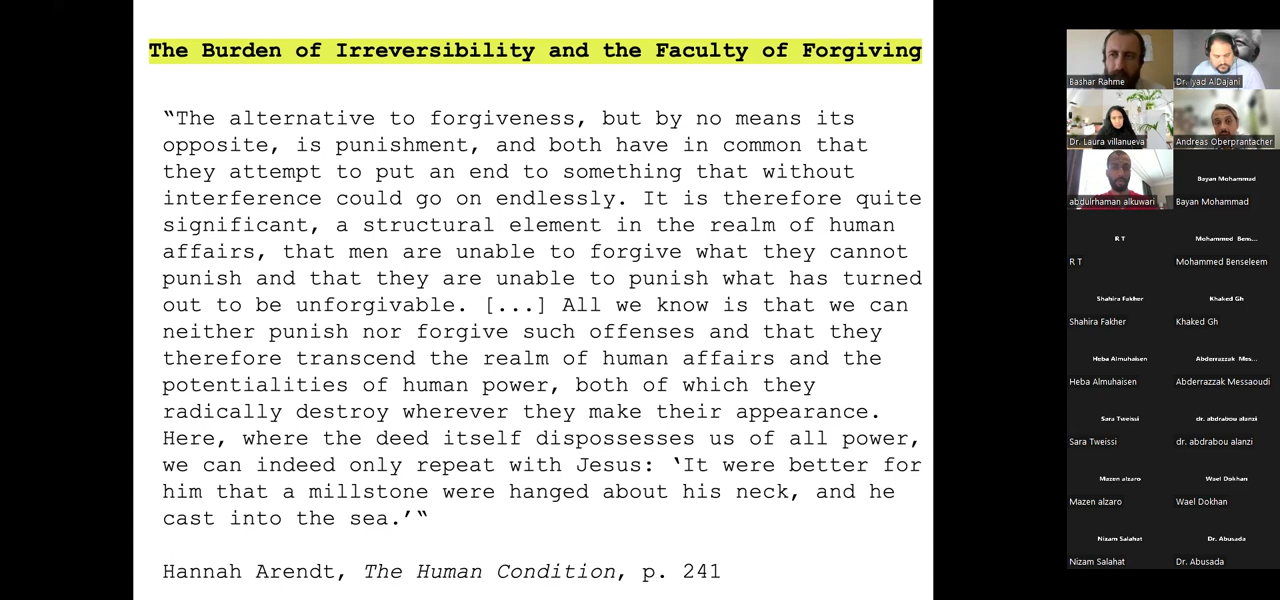 The Burden of Irreversibility and the Faculty of Forgiving
“The alternative to forgiveness, but by no means its
opposite, is punishment, and both have in common that
they attempt to put an end to something that without
interference could go on endlessly. It is therefore quite
significant, a structural element in the realm of human
affairs, that men are unable to forgive what they cannot
punish and that they are unable to punish what has turned
out to be unforgivable. [...] All we know is that we can
neither punish nor forgive such offenses and that they
therefore transcend the realm of human affairs and the
potentialities of human power, both of which they
radically destroy wherever they make their appearance.
Here, where the deed itself dispossesses us of all power,
we can indeed only repeat with Jesus: ‘It were better for
him that a millstone were hanged about his neck, and he
cast into the sea.’“
Hannah Arendt, The Human Condition, p. 241
Bashar Rahme
Dr. Iyad AlDajani
Dr. Laura villanueva
Andreas Oberprantacher
abdulrhaman alkuwari
Bayan Mohammad
Bayan Mohammad
R T
R T
Mohammed Bens...
Mohammed Benseleem
Shahira Fakher
Shahira Fakher
Khaked Gh
Khaked Gh
Heba Almuhaisen
Heba Almuhaisen
Abderrazzak Mes...
Abderrazzak Messaoudi
Sara Tweissi
Sara Tweissi
dr. abdrabou alanzi
dr. abdrabou alanzi
Mazen alzaro
Mazen alzaro
Wael Dokhan
Wael Dokhan
Nizam Salahat
Nizam Salahat
Dr. Abusada
Dr. Abusada